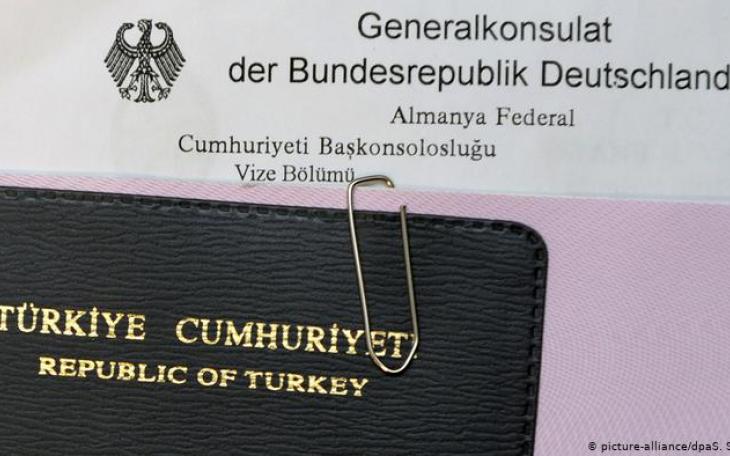 Generalkonsulat
der Bundesrepublik Deutschland
Almanya Federal
Cumhuriyeti Başkonsolosluğu
Vize Bölümü
TÜRKİYE CUMHURİYETİ
REPUBLIC OF TURKEY
© picture-alliance/dpaS. S